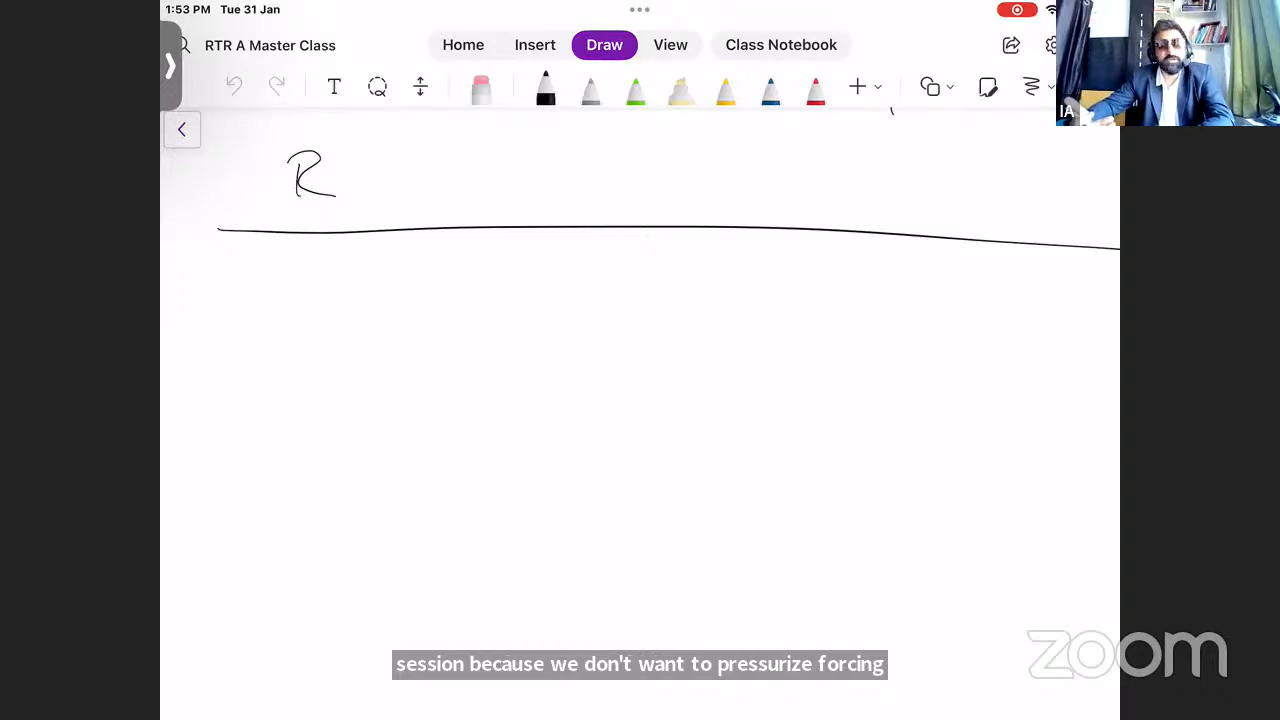 1:53 PM Tue 31 Jan
RTR A Master Class
Home Insert Draw View Class Notebook
T
IA
R
session because we don't want to pressurize forcing
zoom